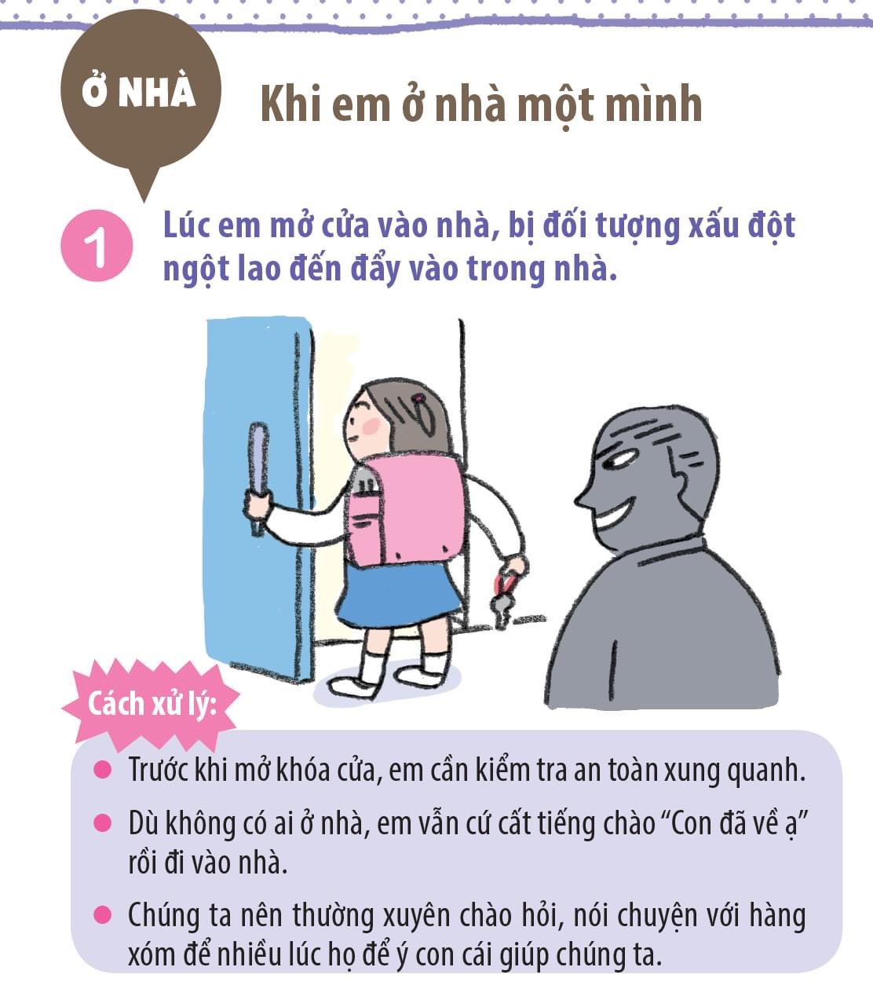 Ở NHÀ
Khi em ở nhà một mình
1
Lúc em mở cửa vào nhà, bị đối tượng xấu đột
ngột lao đến đẩy vào trong nhà.
Cách xử lý:
● Trước khi mở khóa cửa, em cần kiểm tra an toàn xung quanh.
● Dù không có ai ở nhà, em vẫn cứ cất tiếng chào “Con đã về ạ”
rồi đi vào nhà.
● Chúng ta nên thường xuyên chào hỏi, nói chuyện với hàng
xóm để nhiều lúc họ để ý con cái giúp chúng ta.